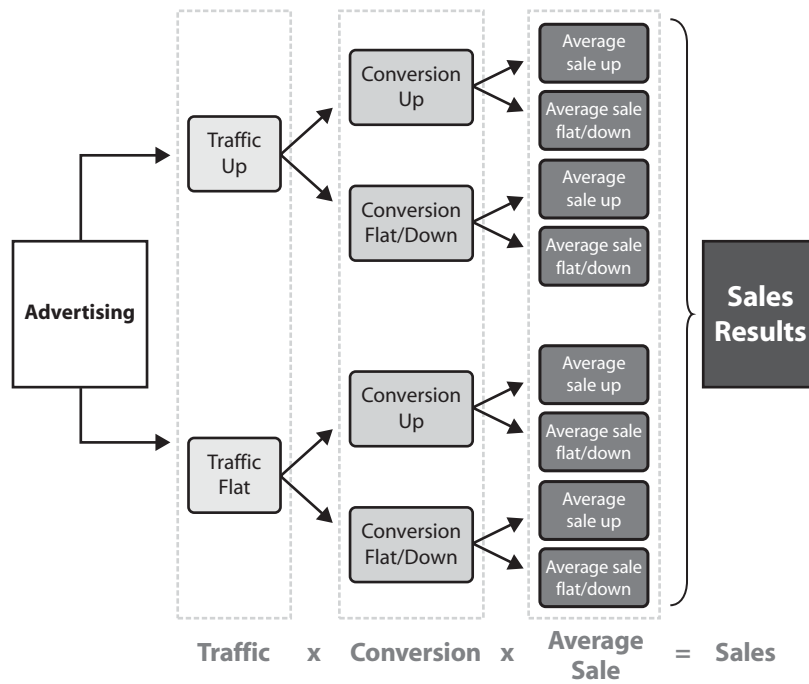 Advertising
Traffic
Up
Traffic
Flat
Conversion
Up
Conversion
Flat/Down
Conversion
Up
Conversion
Flat/Down
Average
sale up
Average sale
flat/down
Average
sale up
Average sale
flat/down
Average
sale up
Average sale
flat/down
Average
sale up
Average sale
flat/down
Sales
Results
Traffic x Conversion x Average
Sale = Sales